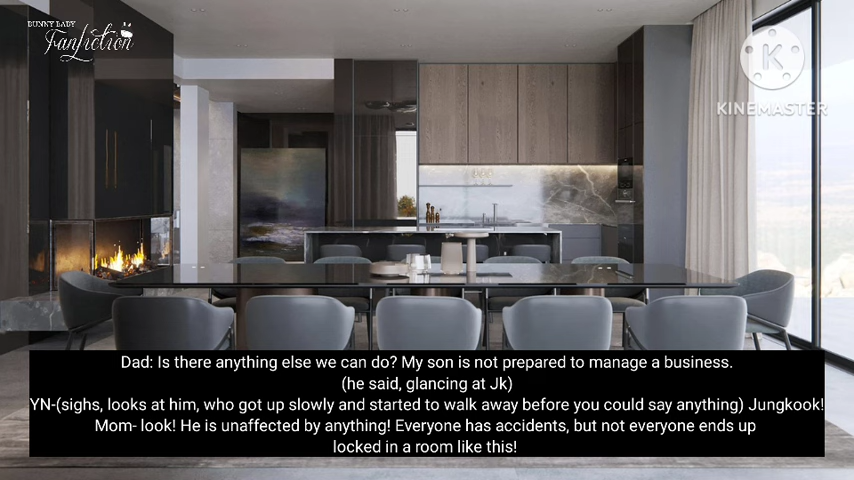 BUNNY BABY
Fanfiction
K
KINEMASTER
Dad: Is there anything else we can do? My son is not prepared to manage a business.
(he said, glancing at Jk)
YN-(sighs, looks at him, who got up slowly and started to walk away before you could say anything) Jungkook!
Mom- look! He is unaffected by anything! Everyone has accidents, but not everyone ends up
locked in a room like this!